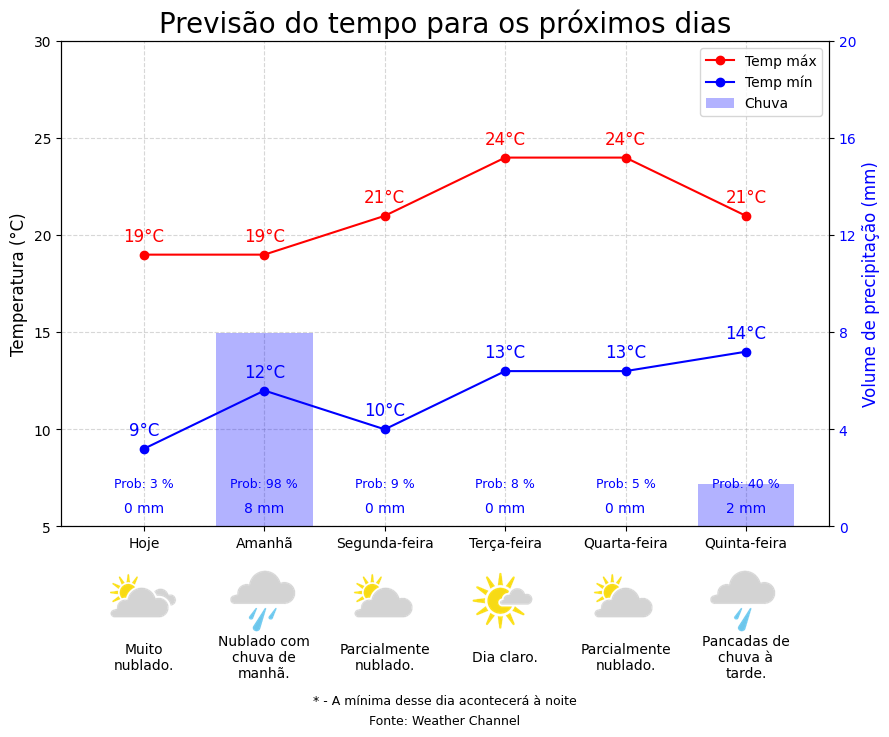 Previsão do tempo para os próximos dias
Temp máx
Temp mín
Chuva
Temperatura (°C)
Volume de precipitação (mm)
30
25
20
15
10
5
20
16
12
8
4
0
19°C
19°C
21°C
24°C
24°C
21°C
9°C
12°C
10°C
13°C
13°C
14°C
Prob: 3 %
Prob: 98 %
Prob: 9 %
Prob: 8 %
Prob: 5 %
Prob: 40 %
0 mm
8 mm
0 mm
0 mm
0 mm
2 mm
Hoje
Amanhã
Segunda-feira
Terça-feira
Quarta-feira
Quinta-feira
Muito
nublado.
Nublado com
chuva de
manhã.
Parcialmente
nublado.
Dia claro.
Parcialmente
nublado.
Pancadas de
chuva à
tarde.
* - A mínima desse dia acontecerá à noite
Fonte: Weather Channel